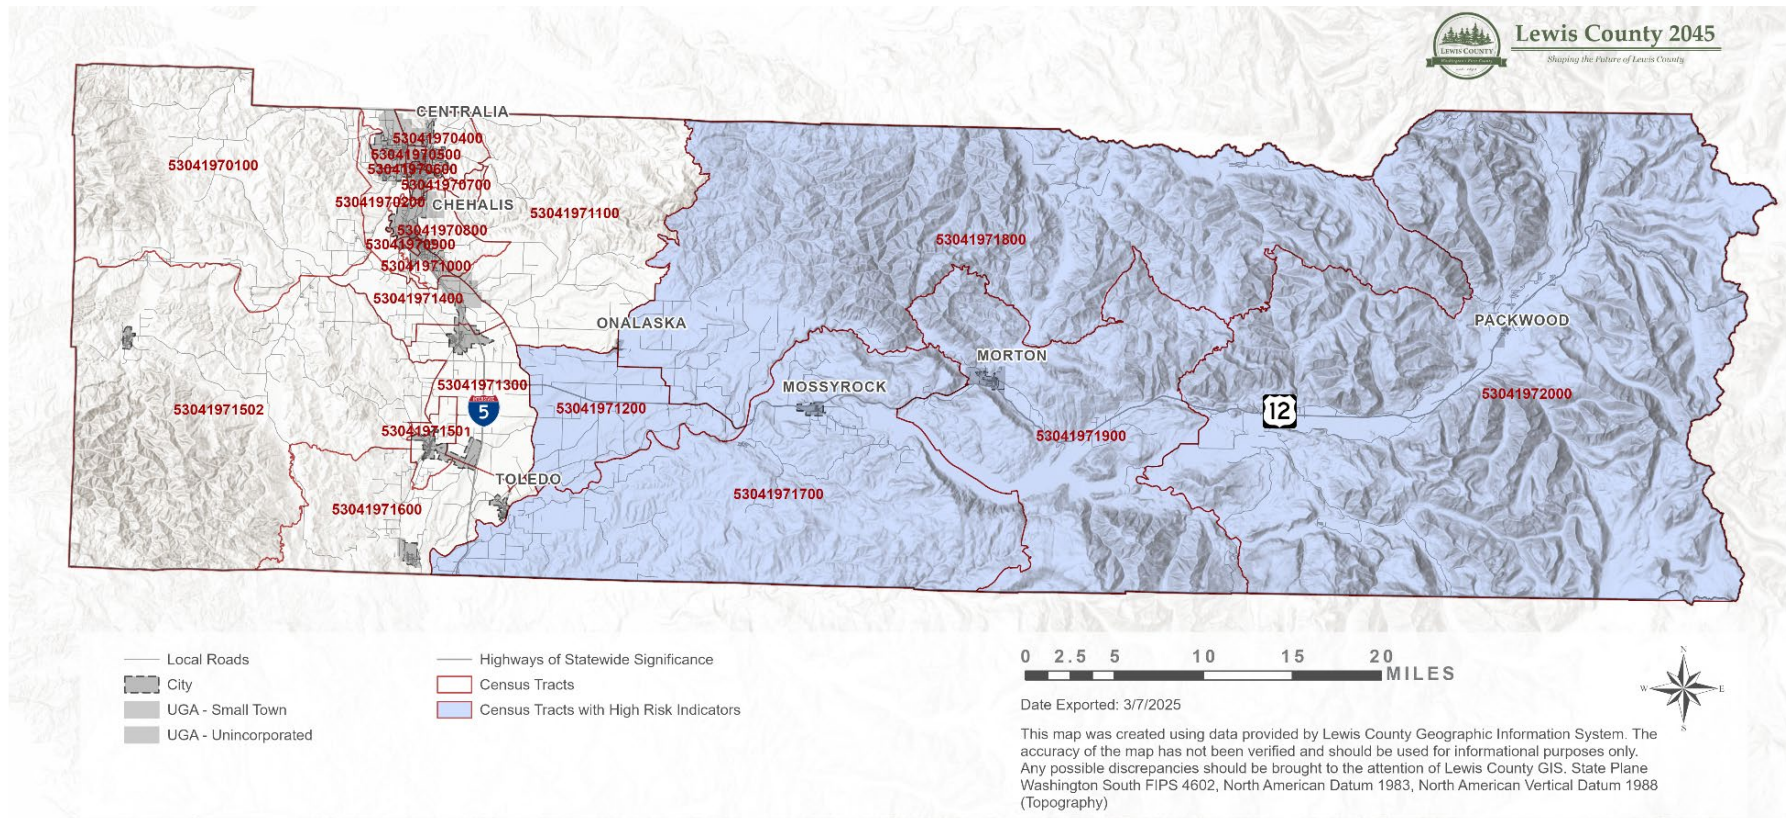 Lewis County 2045
Shaping the Future of Lewis County
LEWIS COUNTY
CENTRALIA
53041970400
53041970500
53041970100
53041970600
53041970700
53041970200
CHEHALIS
53041971100
53041970800
53041970900
53041971800
53041971000
53041971400
ONALASKA
PACKWOOD
MORTON
53041971300
MOSSYROCK
53041972000
INTERSTATE
5
53041971502
53041971200
12
53041971501
53041971900
TOLEDO
53041971700
53041971600
Local Roads
City
UGA - Small Town
UGA - Unincorporated
Highways of Statewide Significance
Census Tracts
Census Tracts with High Risk Indicators
0 2.5 5 10 15 20
MILES
Date Exported: 3/7/2025
This map was created using data provided by Lewis County Geographic Information System. The
accuracy of the map has not been verified and should be used for informational purposes only.
Any possible discrepancies should be brought to the attention of Lewis County GIS. State Plane
Washington South FIPS 4602, North American Datum 1983, North American Vertical Datum 1988
(Topography)
N
W E
S